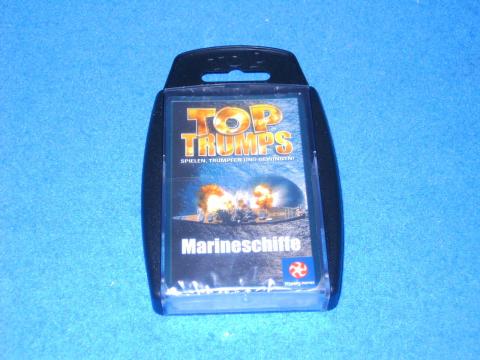 TOP
TRUMPS
SPIELEN, TRUMPFEN UND GEWINNEN!
Marineschiffe